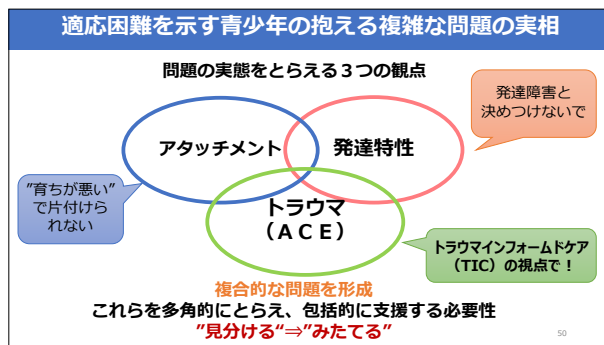 適応困難を示す青少年の抱える複雑な問題の実相
問題の実態をとらえる３つの観点
発達障害と
決めつけないで
アタッチメント
発達特性
”育ちが悪い”
で片付けら
れない
トラウマ
（ＡＣＥ）
トラウマインフォームドケア
（TIC）の視点で！
複合的な問題を形成
これらを多角的にとらえ、包括的に支援する必要性
”見分ける“⇒”みたてる”
50